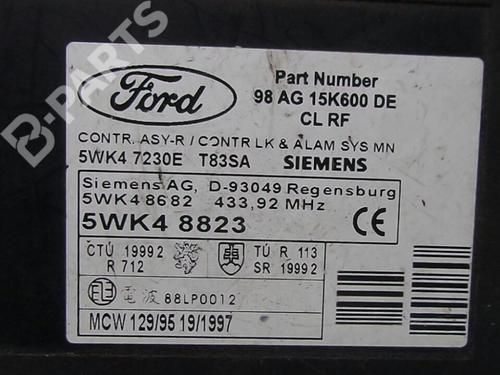 B-PARTS
Ford
Part Number
98 AG 15K600 DE
CL RF
CONTR. ASY-R / CONTR LK & ALAM SYS MN
5WK4 7230E T83SA SIEMENS
Siemens AG, D-93049 Regensburg
5WK4 8682 433,92 MHz
5WK4 8823 CE
CTÚ 19992
R 712
TÚ R 113
SR 19992
電波 88LP0012
MCW 129/95 19/1997